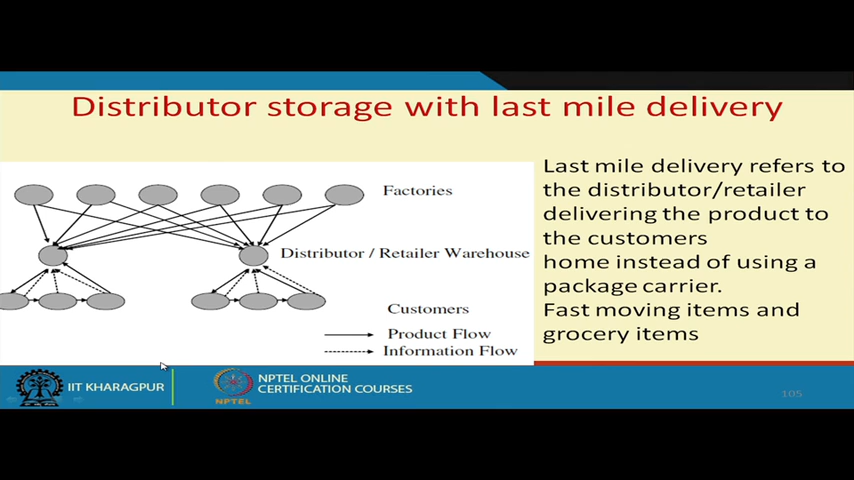 Distributor storage with last mile delivery
Factories
Distributor / Retailer Warehouse
Customers
Product Flow
Information Flow
Last mile delivery refers to
the distributor/retailer
delivering the product to
the customers
home instead of using a
package carrier.
Fast moving items and
grocery items
IIT KHARAGPUR
NPTEL
NPTEL ONLINE
CERTIFICATION COURSES
105